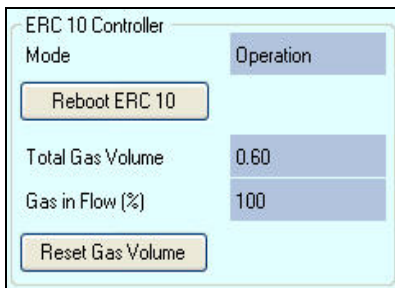 ERC 10 Controller
Mode Operation
Reboot ERC 10
Total Gas Volume 0.60
Gas in Flow (%) 100
Reset Gas Volume